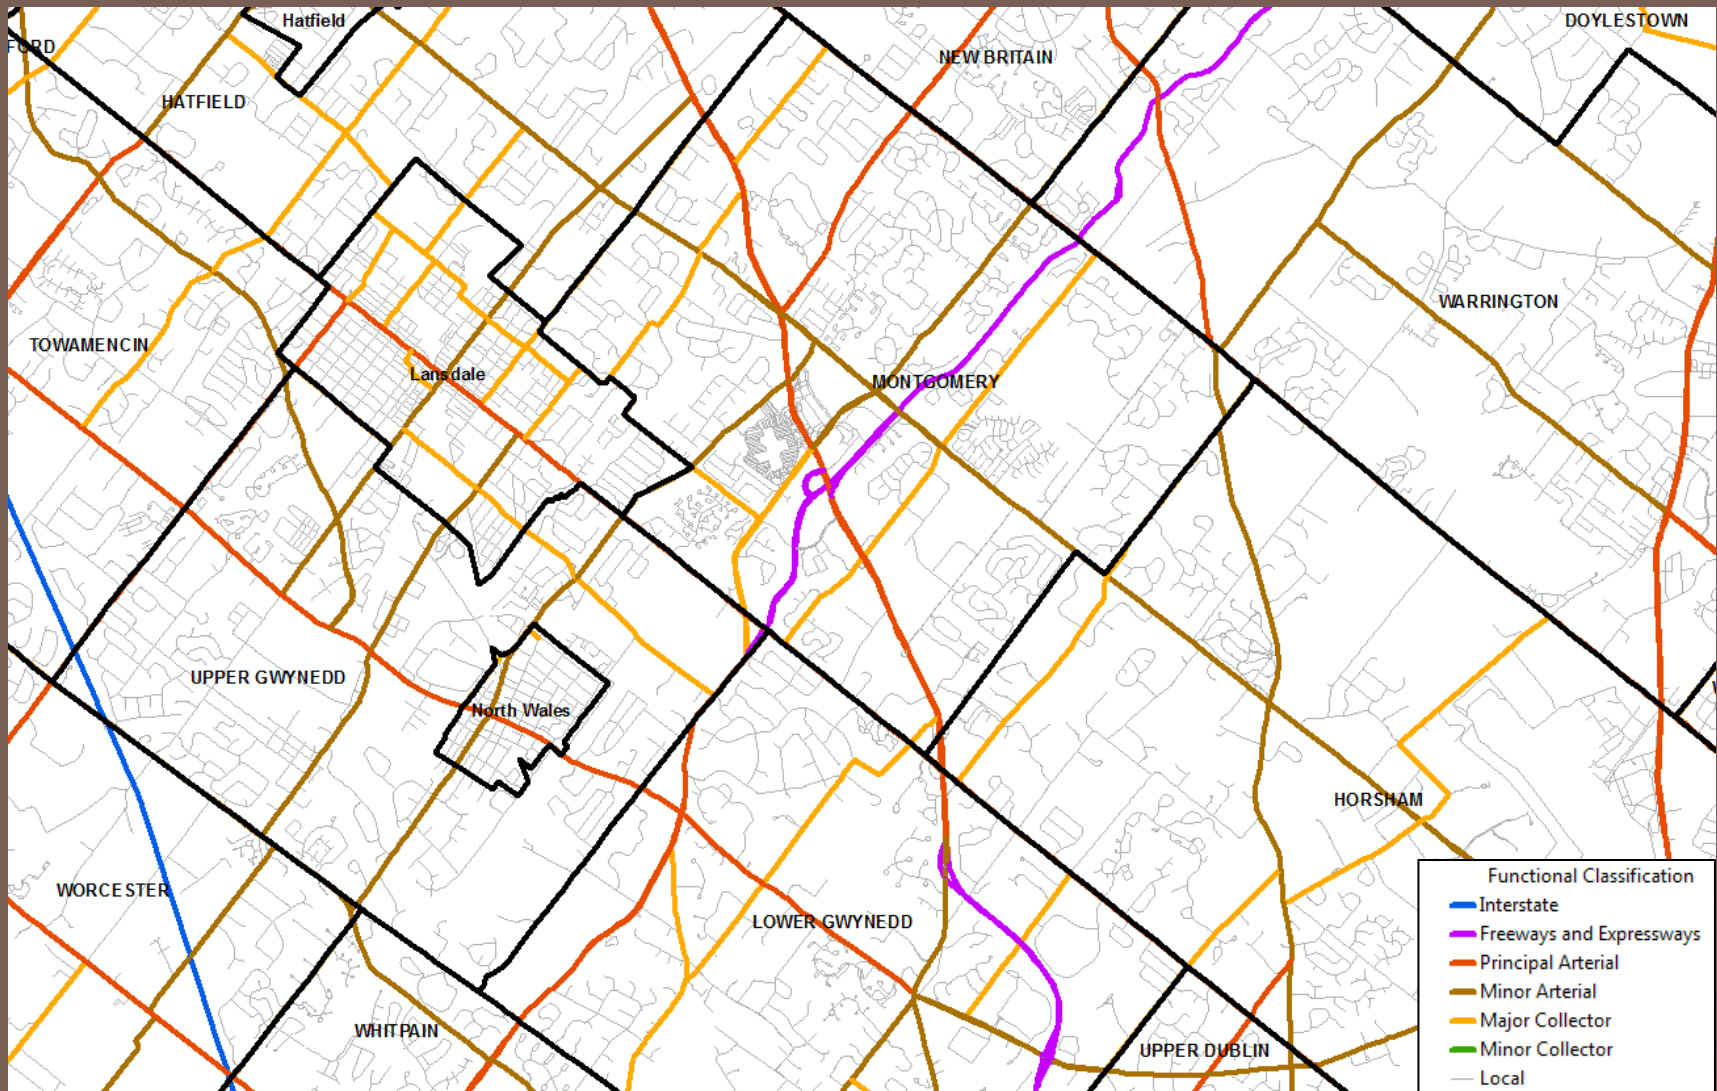 Hatfield
DOYLESTOWN
FORD
NEW BRITAIN
HATFIELD
WARRINGTON
TOWAMENCIN
Lansdale
MONTGOMERY
UPPER GWYNEDD
North Wales
HORSHAM
WORCESTER
LOWER GWYNEDD
WHITPAIN
UPPER DUBLIN
Functional Classification
Interstate
Freeways and Expressways
Principal Arterial
Minor Arterial
Major Collector
Minor Collector
Local